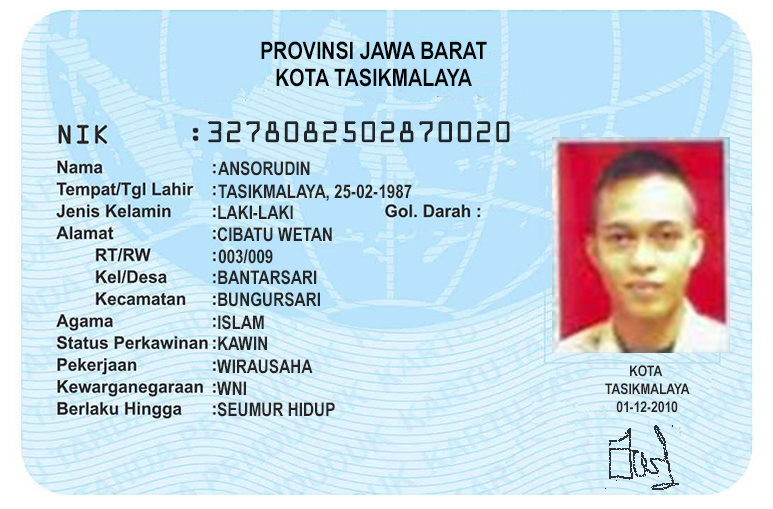 PROVINSI JAWA BARAT
KOTA TASIKMALAYA
NIK :3278082502870020
Nama :ANSORUDIN
Tempat/Tgl Lahir :TASIKMALAYA, 25-02-1987
Jenis Kelamin :LAKI-LAKI Gol. Darah :
Alamat :CIBATU WETAN
RT/RW :003/009
Kel/Desa :BANTARSARI
Kecamatan :BUNGURSARI
Agama :ISLAM
Status Perkawinan :KAWIN
Pekerjaan :WIRAUSAHA
Kewarganegaraan :WNI
Berlaku Hingga :SEUMUR HIDUP
KOTA
TASIKMALAYA
01-12-2010